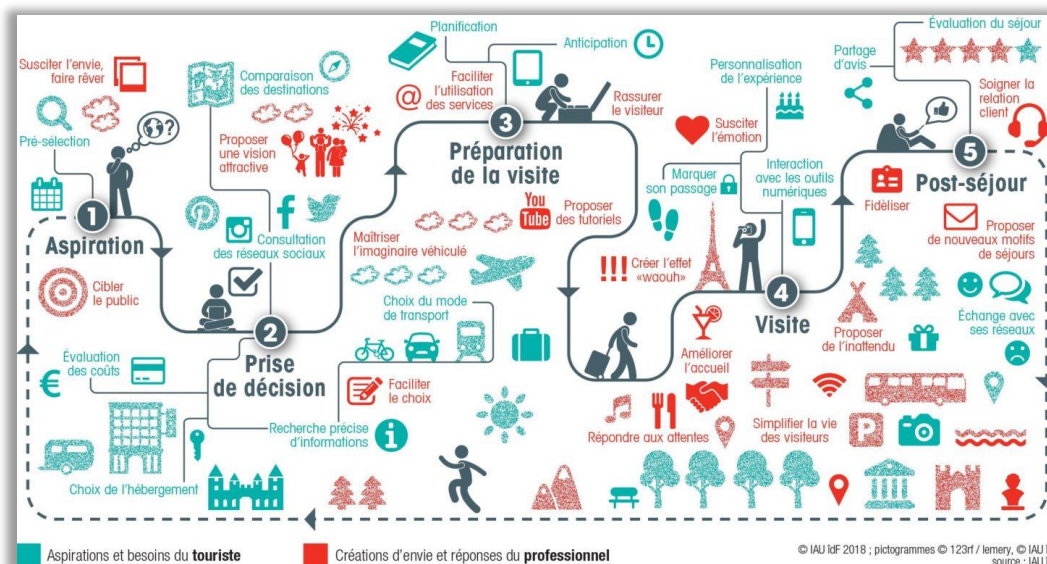 Susciter l'envie,
faire rêver
Pré-sélection
1
Aspiration
Cibler
le public
?
Comparaison
des destinations
Proposer
une vision
attractive
Consultation
des réseaux sociaux
2
Prise
de décision
Évaluation
des coûts
€
Choix de l'hébergement
Recherche précise
d'informations
i
Choix du mode
de transport
Faciliter
le choix
Maîtriser
l'imaginaire véhiculé
Planification
Anticipation
@
Faciliter
l'utilisation
des services
3
Préparation
de la visite
Rassurer
le visiteur
You
Tube
Proposer
des tutoriels
!!!
Créer l'effet
«waouh»
Personnalisation
de l'expérience
Susciter
l'émotion
Marquer
son passage
Interaction
avec les outils
numériques
4
Visite
Améliorer
l'accueil
Répondre aux attentes
Simplifier la vie
des visiteurs
P
Proposer
de l'inattendu
Évaluation du séjour
Partage
d'avis
Soigner la
relation
client
5
Post-séjour
Fidéliser
Proposer
de nouveaux motifs
de séjours
Échange avec
ses réseaux
Aspirations et besoins du touriste
Créations d'envie et réponses du professionnel
© IAU îdF 2018 ; pictogrammes © 123rf / lemery, © IAU î
source : IAU î